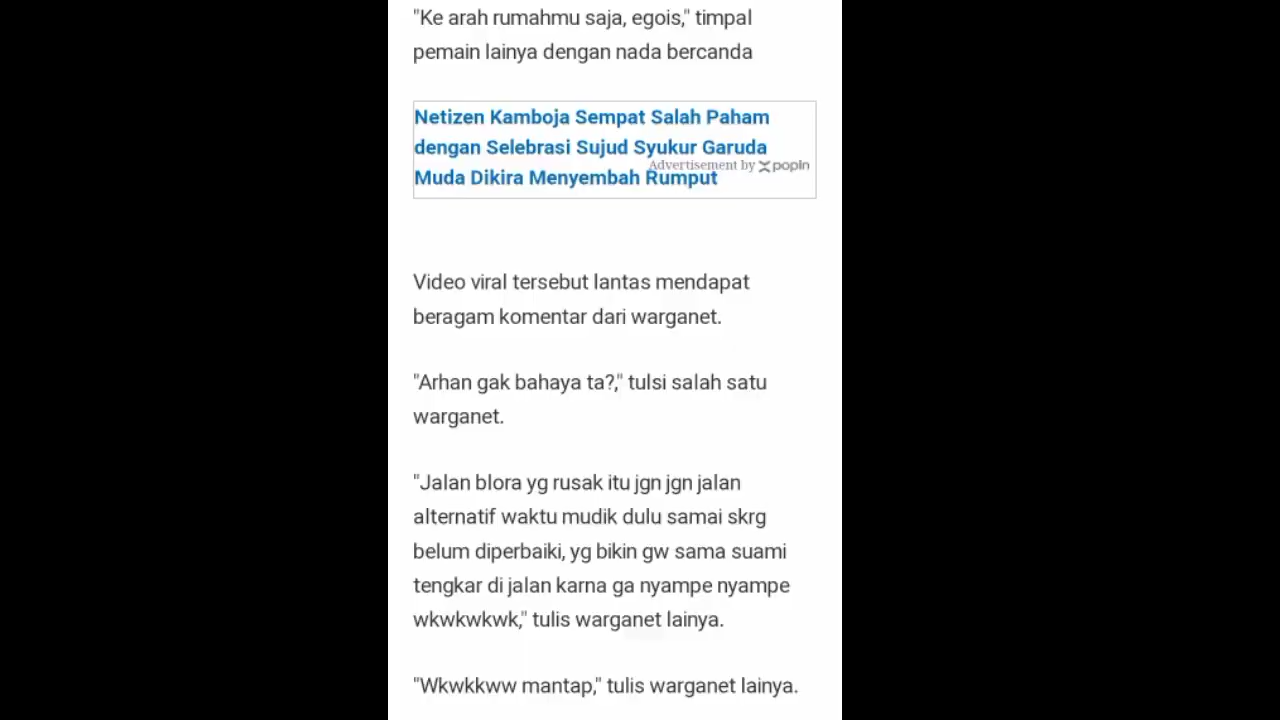 "Ke arah rumahmu saja, egois," timpal
pemain lainya dengan nada bercanda
Netizen Kamboja Sempat Salah Paham
dengan Selebrasi Sujud Syukur Garuda
Advertisement by popIn
Muda Dikira Menyembah Rumput
Video viral tersebut lantas mendapat
beragam komentar dari warganet.
"Arhan gak bahaya ta?," tulsi salah satu
warganet.
"Jalan blora yg rusak itu jgn jgn jalan
alternatif waktu mudik dulu samai skrg
belum diperbaiki, yg bikin gw sama suami
tengkar di jalan karna ga nyampe nyampe
wkwkwkwk," tulis warganet lainya.
"Wkwkkww mantap," tulis warganet lainya.